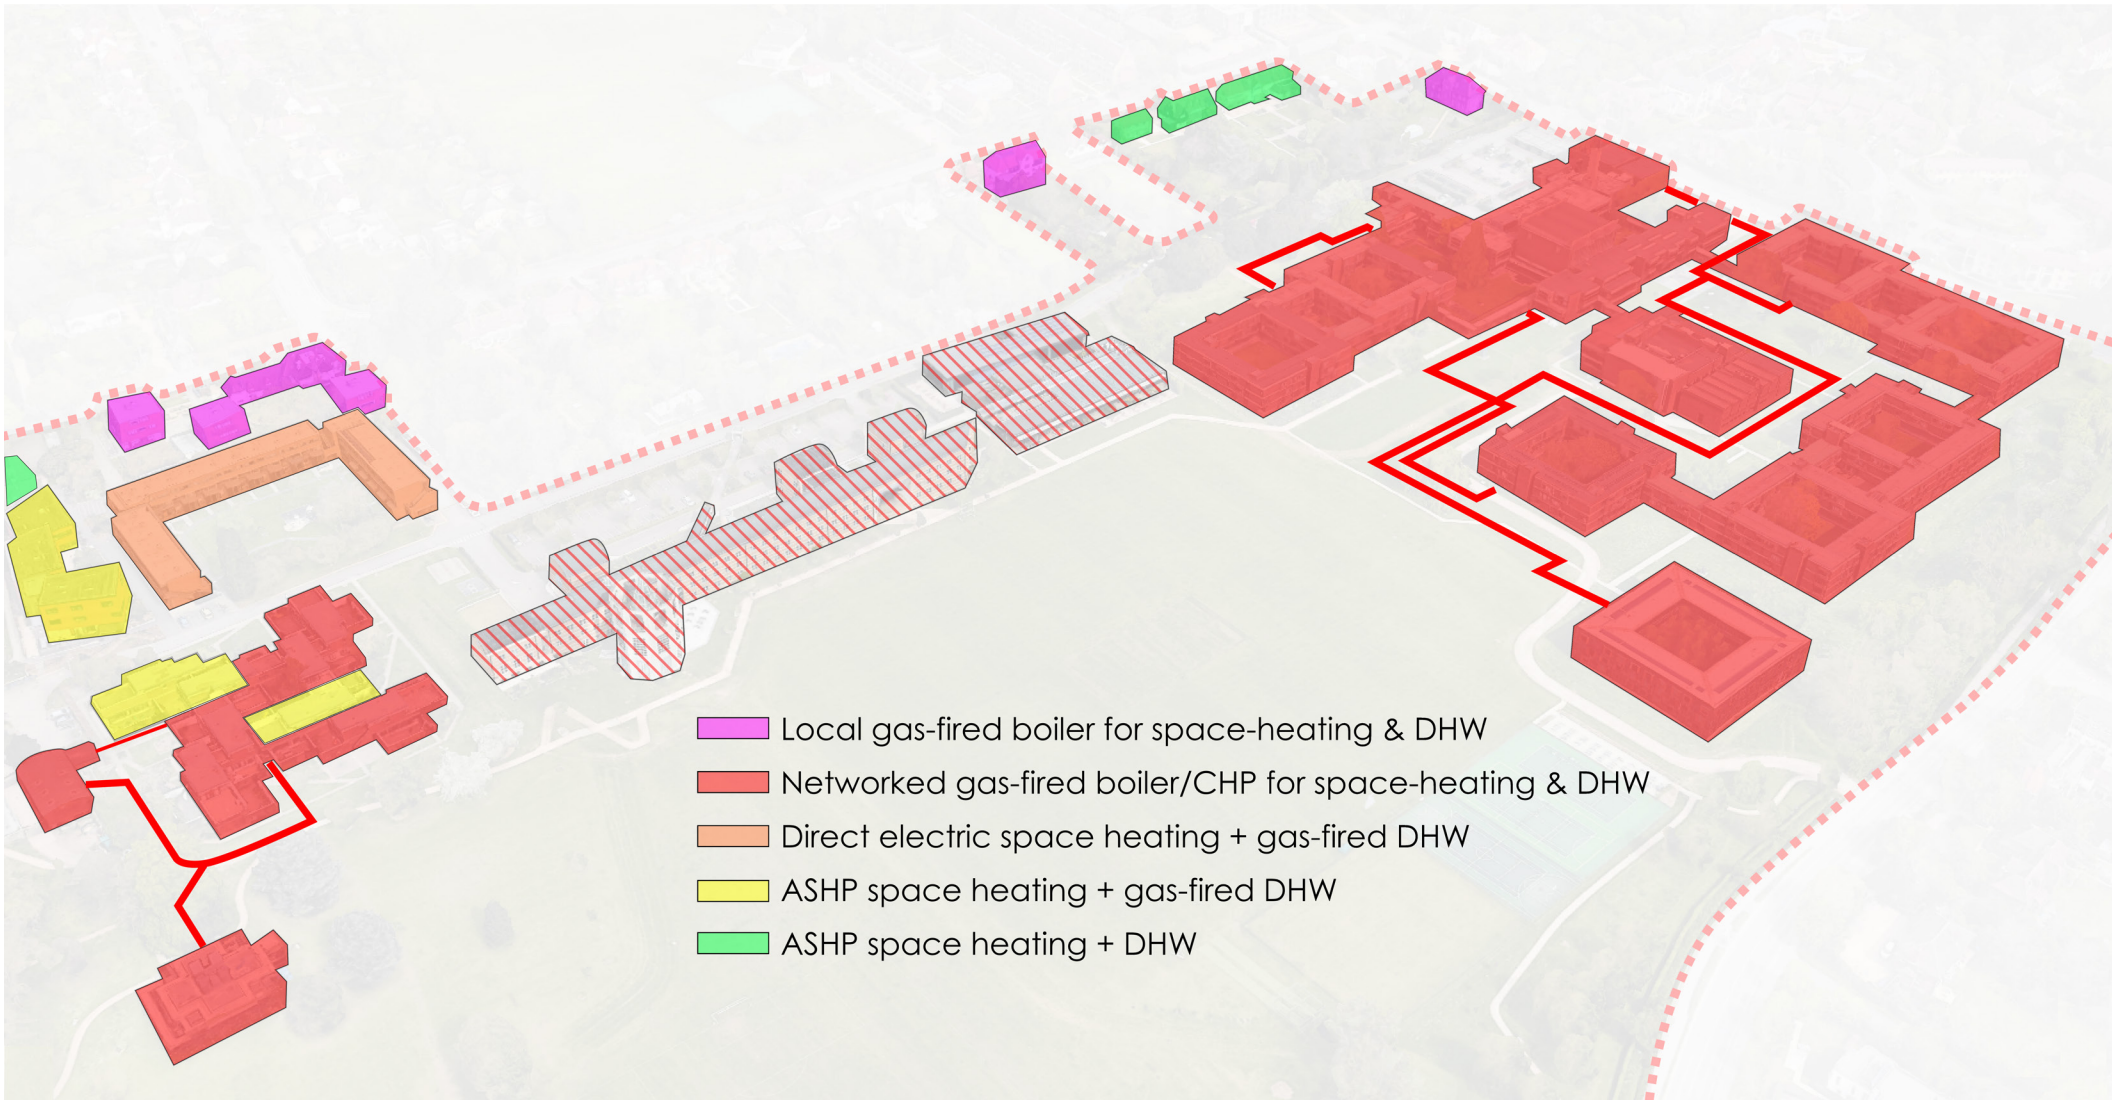 Local gas-fired boiler for space-heating & DHW
Networked gas-fired boiler/CHP for space-heating & DHW
Direct electric space heating + gas-fired DHW
ASHP space heating + gas-fired DHW
ASHP space heating + DHW